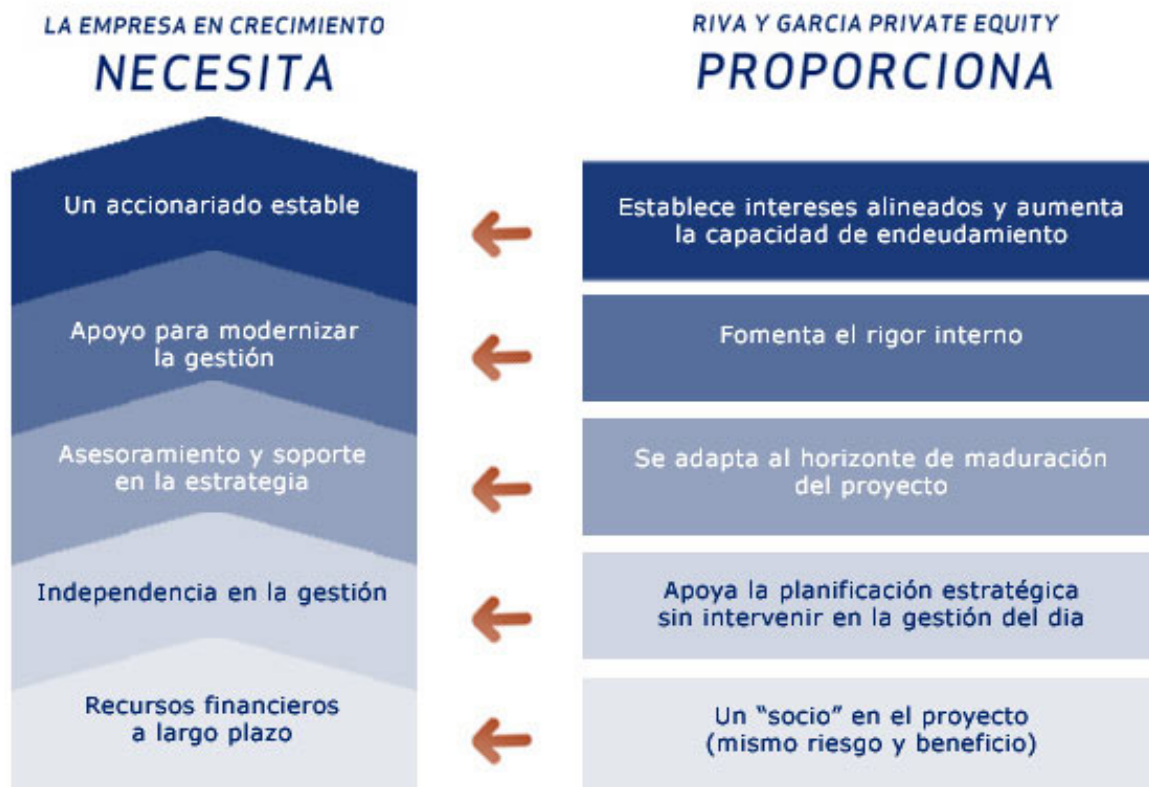 LA EMPRESA EN CRECIMIENTO
NECESITA
RIVA Y GARCIA PRIVATE EQUITY
PROPORCIONA
Un accionariado estable
Establece intereses alineados y aumenta
la capacidad de endeudamiento
Apoyo para modernizar
la gestión
Fomenta el rigor interno
Asesoramiento y soporte
en la estrategia
Se adapta al horizonte de maduración
del proyecto
Independencia en la gestión
Apoya la planificación estratégica
sin intervenir en la gestión del dia
Recursos financieros
a largo plazo
Un “socio” en el proyecto
(mismo riesgo y beneficio)